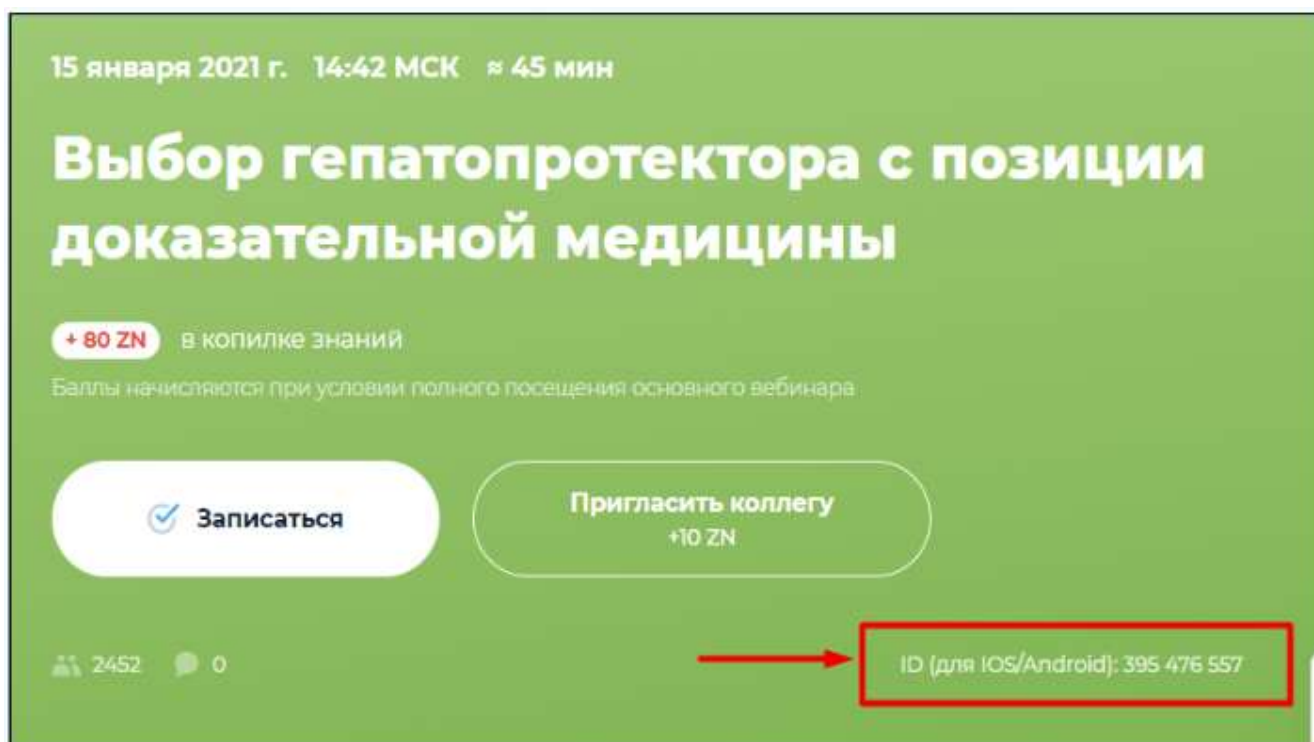 15 января 2021 г. 14:42 МСК ≈ 45 мин
Выбор гепатопротектора с позиции
доказательной медицины
+ 80 ZN в копилке знаний
Баллы начисляются при условии полного посещения основного вебинара
Записаться
Пригласить коллегу
+10 ZN
2452 0
ID (для IOS/Android): 395 476 557